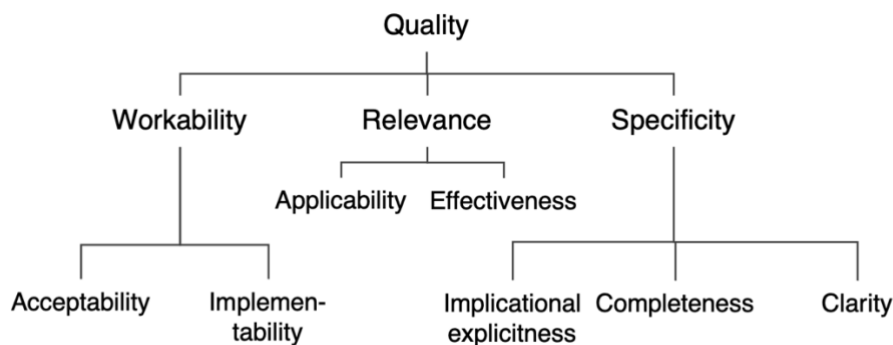 Quality
Workability Relevance Specificity
Applicability Effectiveness
Acceptability Implemen-
tability Implicational
explicitness Completeness Clarity